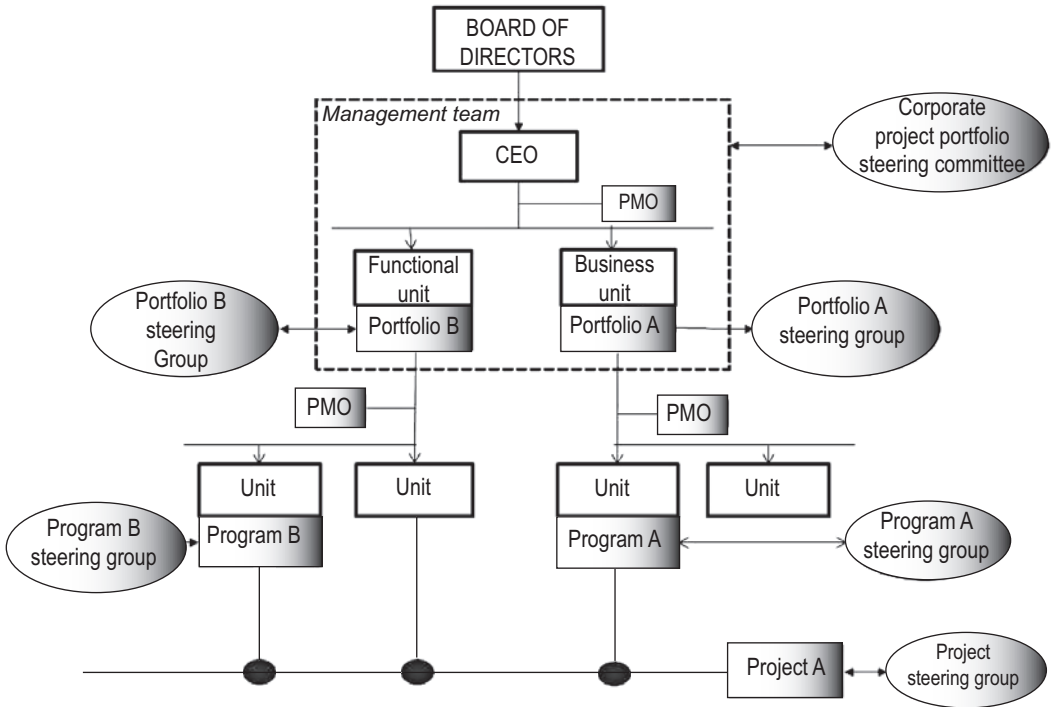 BOARD OF
DIRECTORS
Management team
CEO
Corporate
project portfolio
steering committee
PMO
Functional
unit
Business
unit
Portfolio B
steering
Group
Portfolio B
Portfolio A
Portfolio A
steering group
PMO
PMO
Unit
Unit
Unit
Unit
Program B
steering group
Program B
Program A
Program A
steering group
Project A
Project
steering group